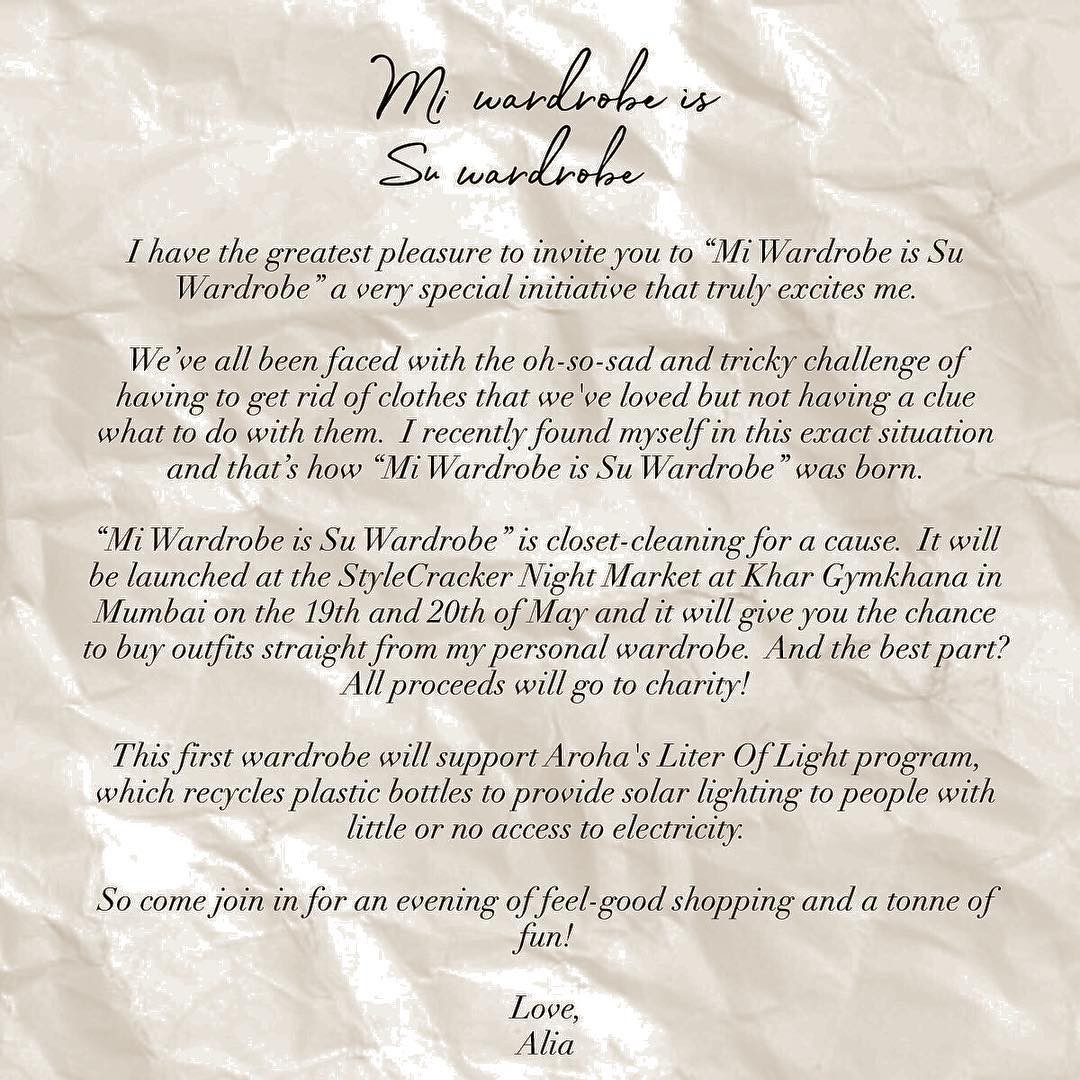 Mi wardrobe is
Su wardrobe
I have the greatest pleasure to invite you to “Mi Wardrobe is Su
Wardrobe” a very special initiative that truly excites me.
We’ve all been faced with the oh-so-sad and tricky challenge of
having to get rid of clothes that we've loved but not having a clue
what to do with them.  I recently found myself in this exact situation
and that’s how “Mi Wardrobe is Su Wardrobe” was born.
“Mi Wardrobe is Su Wardrobe” is closet-cleaning for a cause.  It will
be launched at the StyleCracker Night Market at Khar Gymkhana in
Mumbai on the 19th and 20th of May and it will give you the chance
to buy outfits straight from my personal wardrobe.  And the best part?
All proceeds will go to charity!
This first wardrobe will support Aroha's Liter Of Light program,
which recycles plastic bottles to provide solar lighting to people with
little or no access to electricity.
So come join in for an evening of feel-good shopping and a tonne of
fun!
Love,
Alia